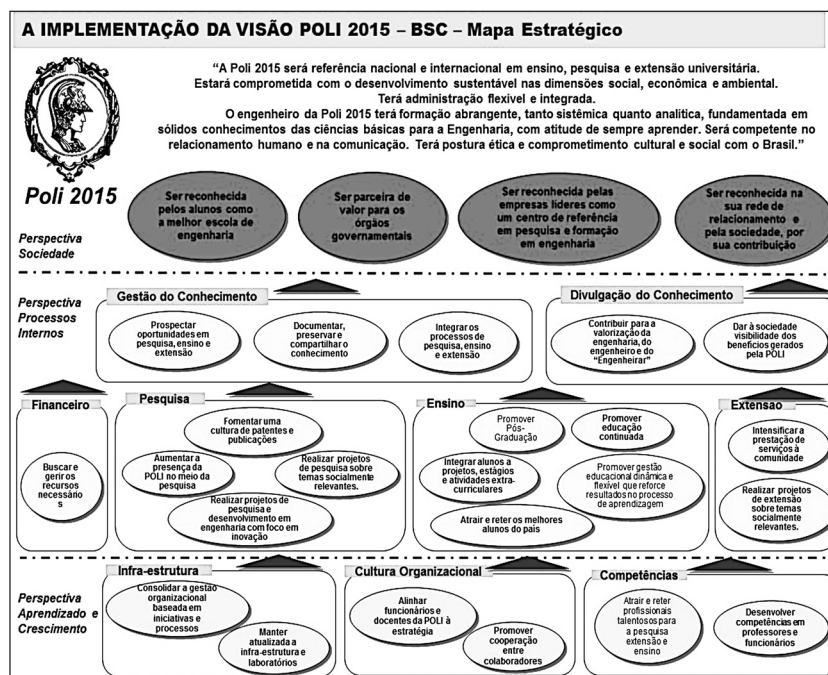 A IMPLEMENTAÇÃO DA VISÃO POLI 2015 – BSC – Mapa Estratégico
“A Poli 2015 será referência nacional e internacional em ensino, pesquisa e extensão universitária.
Estará comprometida com o desenvolvimento sustentável nas dimensões social, econômica e ambiental.
Terá administração flexível e integrada.
O engenheiro da Poli 2015 terá formação abrangente, tanto sistêmica quanto analítica, fundamentada em
sólidos conhecimentos das ciências básicas para a Engenharia, com atitude de sempre aprender. Será competente no
relacionamento humano e na comunicação. Terá postura ética e comprometimento cultural e social com o Brasil.”
Poli 2015
Perspectiva
Sociedade
Ser reconhecida
pelos alunos como
a melhor escola de
engenharia
Ser parceira de
valor para os
órgãos
governamentais
Ser reconhecida pelas
empresas líderes como
um centro de referência
em pesquisa e formação
em engenharia
Ser reconhecida na
sua rede de
relacionamento e
pela sociedade, por
sua contribuição
Perspectiva
Processos
Internos
Gestão do Conhecimento
Prospectar
oportunidades em
pesquisa, ensino e
extensão
Documentar,
preservar e
compartilhar o
conhecimento
Integrar os
processos de
pesquisa, ensino
e extensão
Divulgação do Conhecimento
Contribuir para a
valorização da
engenharia, do
engenheiro e do
“Engenheirar”
Dar à sociedade
visibilidade dos
benefícios gerados
pela POLI
Financeiro
Buscar e
gerir os
recursos
necessário
s
Pesquisa
Fomentar uma
cultura de patentes e
publicações
Aumentar a
presença da
POLI no meio da
pesquisa
Realizar projetos
de pesquisa sobre
temas socialmente
relevantes.
Realizar projetos
de pesquisa e
desenvolvimento em
engenharia com foco em
inovação
Ensino
Promover
Pós-
Graduação
Promover
educação
continuada
Integrar alunos a
projetos, estágios
e atividades extra-
curriculares
Promover gestão
educacional dinâmica e
flexível que reforce
resultados no processo
de aprendizagem
Atrair e reter os melhores
alunos do país
Extensão
Intensificar a
prestação de
serviços à
comunidade
Realizar projetos
de extensão
sobre temas
socialmente
relevantes.
Perspectiva
Aprendizado e
Crescimento
Infra-estrutura
Consolidar a gestão
organizacional
baseada em
iniciativas e
processos
Manter
atualizada a
infra-estrutura e
laboratórios
Cultura Organizacional
Alinhar
funcionários e
docentes da POLI à
estratégia
Promover
cooperação
entre
colaboradores
Competências
Atrair e reter
profissionais
talentosos para
a pesquisa
extensão e
ensino
Desenvolver
competências em
professores e
funcionários